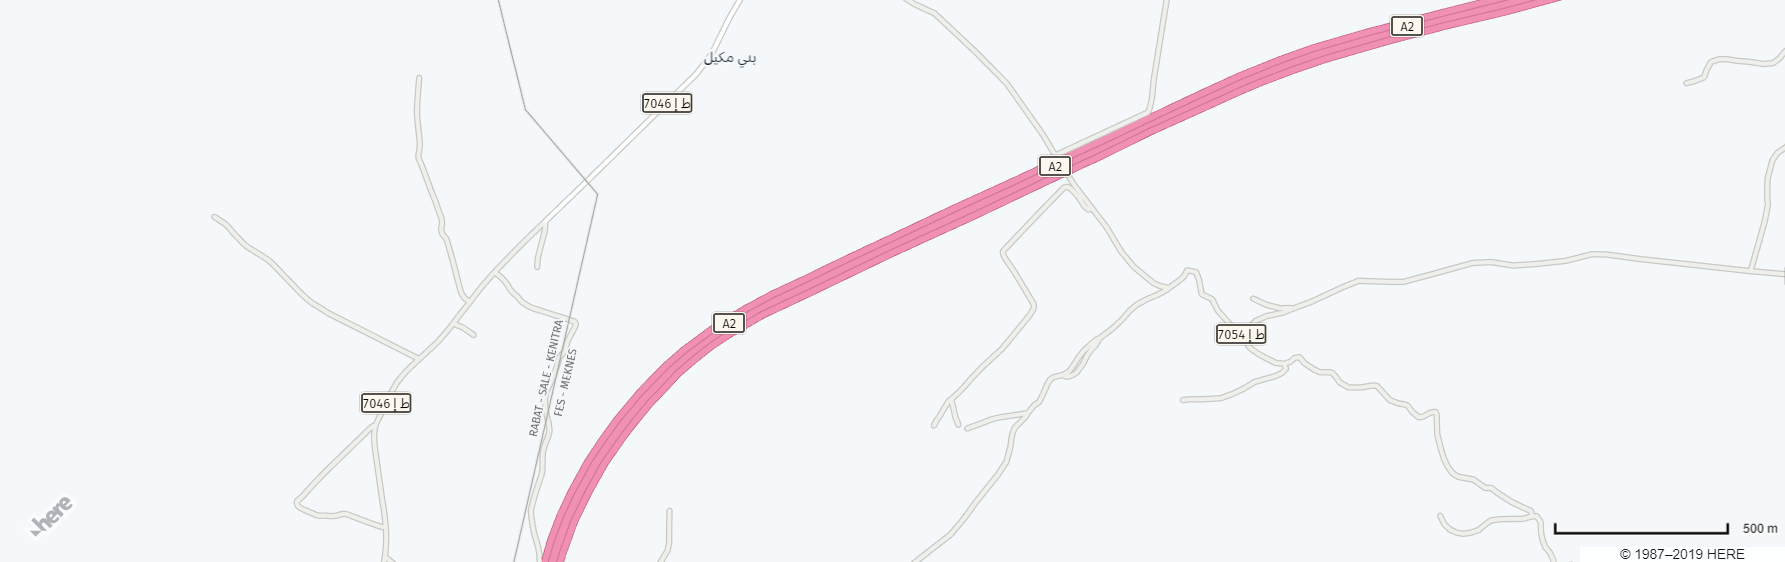 A2
بني مكيل
7046 ط إ
A2
A2
7054 ط إ
RABAT - SALE - KENITRA
FES - MEKNES
7046 ط إ
here
500 m
© 1987–2019 HERE